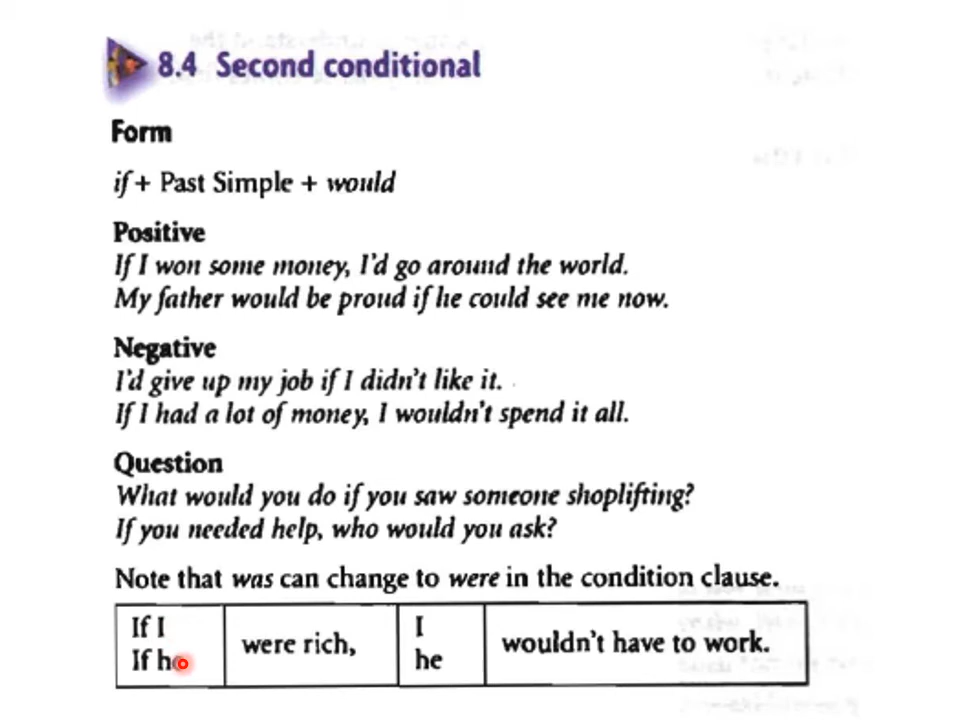 8.4 Second conditional
Form
if + Past Simple + would
Positive
If I won some money, I'd go around the world.
My father would be proud if he could see me now.
Negative
I'd give up my job if I didn't like it.
If I had a lot of money, I wouldn't spend it all.
Question
What would you do if you saw someone shoplifting?
If you needed help, who would you ask?
Note that was can change to were in the condition clause.
If I
If he
were rich,
I
he
wouldn't have to work.